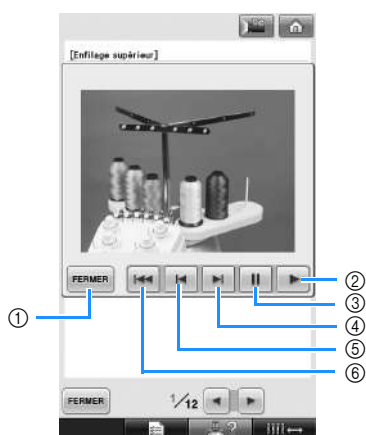 [Enfilage supérieur]
FERMER
②
③
①
④
⑤
⑥
FERMER 1/12
?